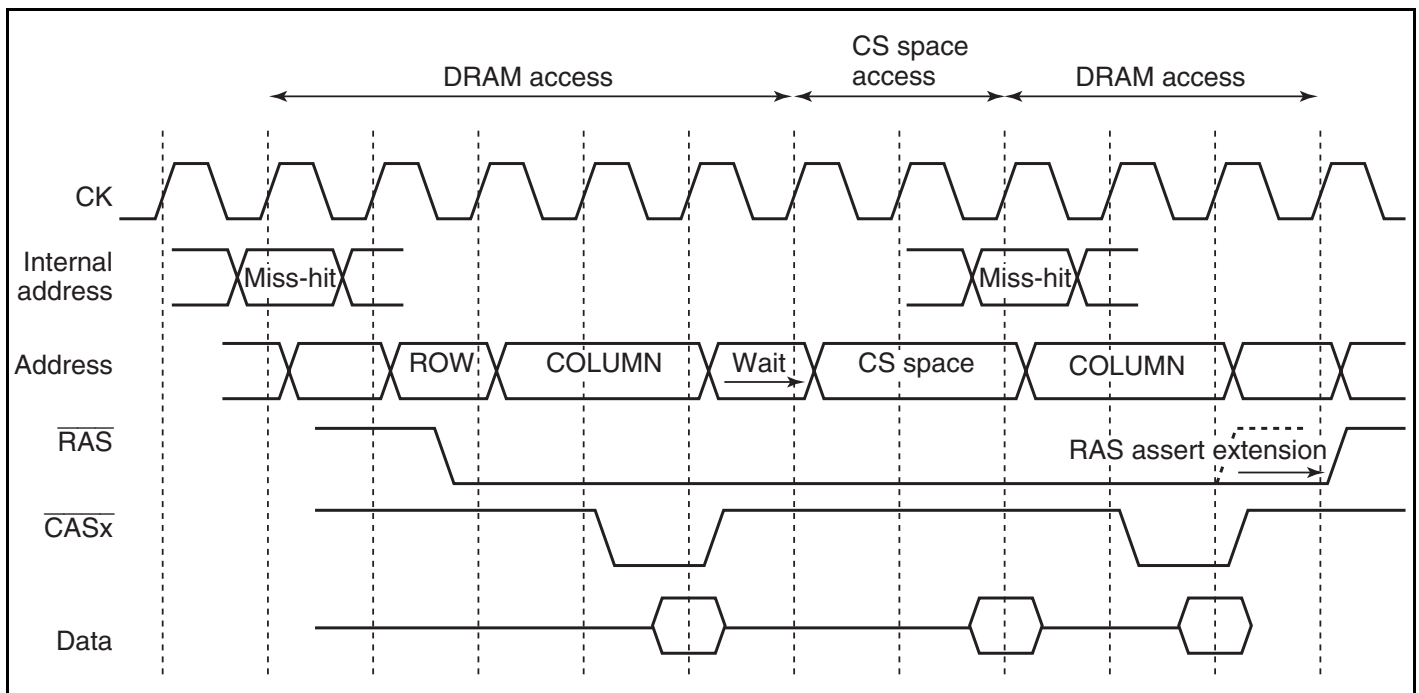 DRAM access
CS space
access
DRAM access
CK
Internal
address
Miss-hit
Miss-hit
Address
ROW
COLUMN
Wait
CS space
COLUMN
RAS
RAS assert extension
CASx
Data